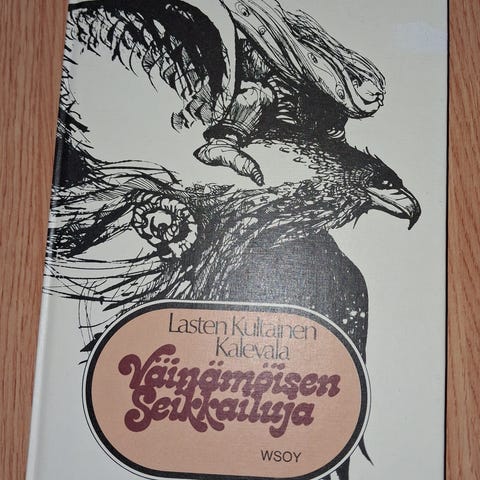 Lasten Kultainen
Kalevala
Väinämöisen
Seikkailuja
WSOY